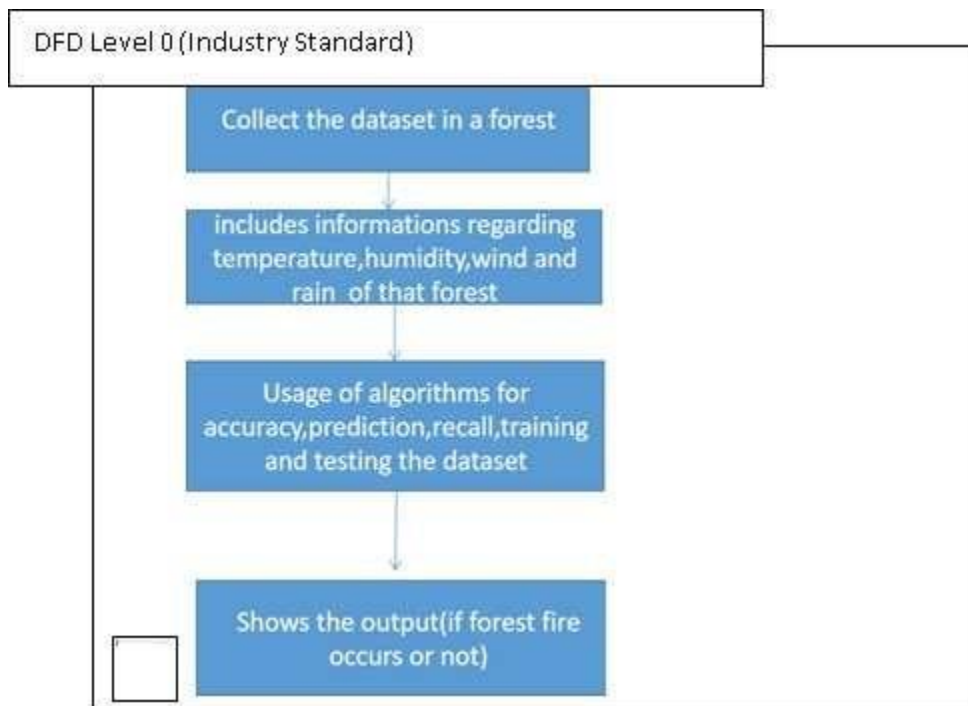 DFD Level 0 (Industry Standard)
Collect the dataset in a forest
includes informations regarding
temperature,humidity,wind and
rain of that forest
Usage of algorithms for
accuracy,prediction,recall,training
and testing the dataset
Shows the output(if forest fire
occurs or not)